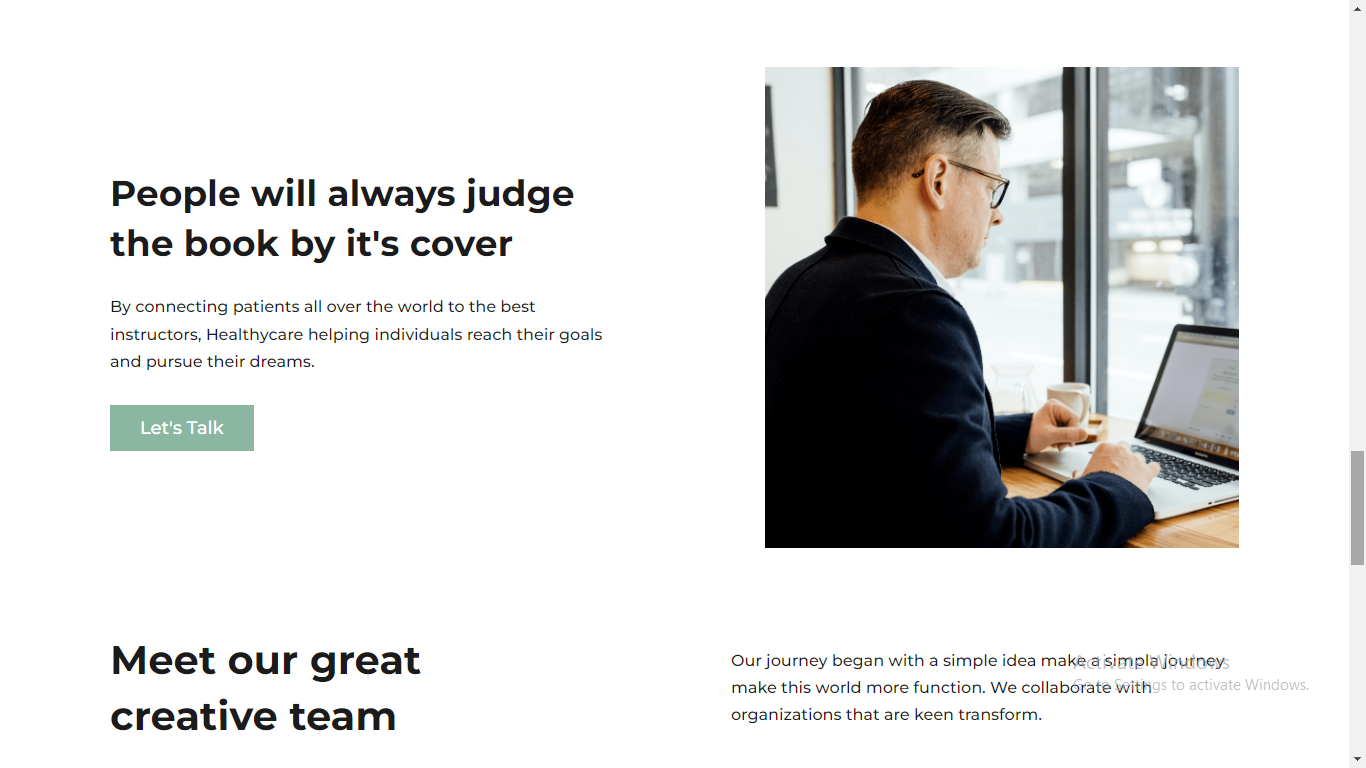 People will always judge
the book by it's cover
By connecting patients all over the world to the best
instructors, Healthycare helping individuals reach their goals
and pursue their dreams.
Let's Talk
Meet our great
creative team
Our journey began with a simple idea make a simple journey
make this world more function. We collaborate with
organizations that are keen transform.
Activate Windows
Go to Settings to activate Windows.